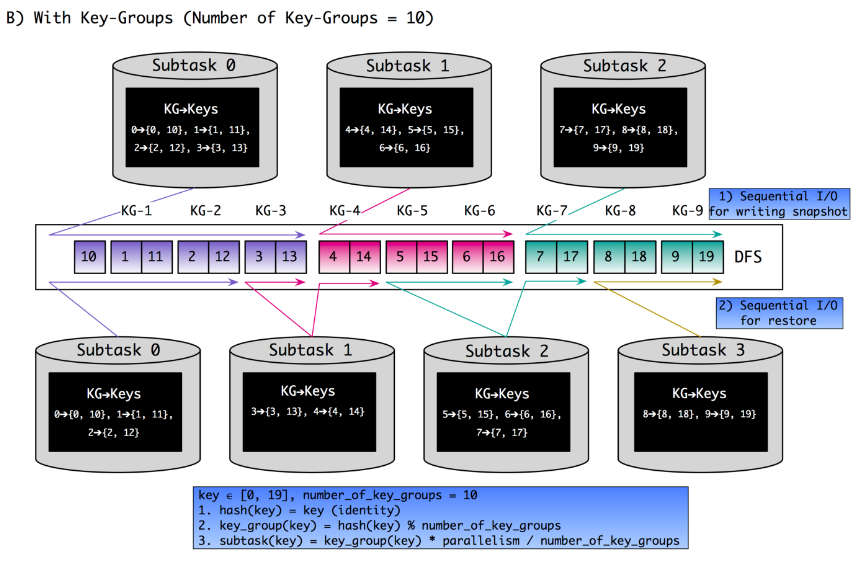 B) With Key-Groups (Number of Key-Groups = 10)
Subtask 0
KG➔Keys
0➔{0, 10}, 1➔{1, 11},
2➔{2, 12}, 3➔{3, 13}
Subtask 1
KG➔Keys
4➔{4, 14}, 5➔{5, 15},
6➔{6, 16}
Subtask 2
KG➔Keys
7➔{7, 17}, 8➔{8, 18},
9➔{9, 19}
1) Sequential I/O
for writing snapshot
KG-1 KG-2 KG-3 KG-4 KG-5 KG-6 KG-7 KG-8 KG-9
10 1 11 2 12 3 13 4 14 5 15 6 16 7 17 8 18 9 19 DFS
2) Sequential I/O
for restore
Subtask 0
KG➔Keys
0➔{0, 10}, 1➔{1, 11},
2➔{2, 12}
Subtask 1
KG➔Keys
3➔{3, 13}, 4➔{4, 14}
Subtask 2
KG➔Keys
5➔{5, 15}, 6➔{6, 16},
7➔{7, 17}
Subtask 3
KG➔Keys
8➔{8, 18}, 9➔{9, 19}
key ∈ [0, 19], number_of_key_groups = 10
1. hash(key) = key (identity)
2. key_group(key) = hash(key) % number_of_key_groups
3. subtask(key) = key_group(key) * parallelism / number_of_key_groups